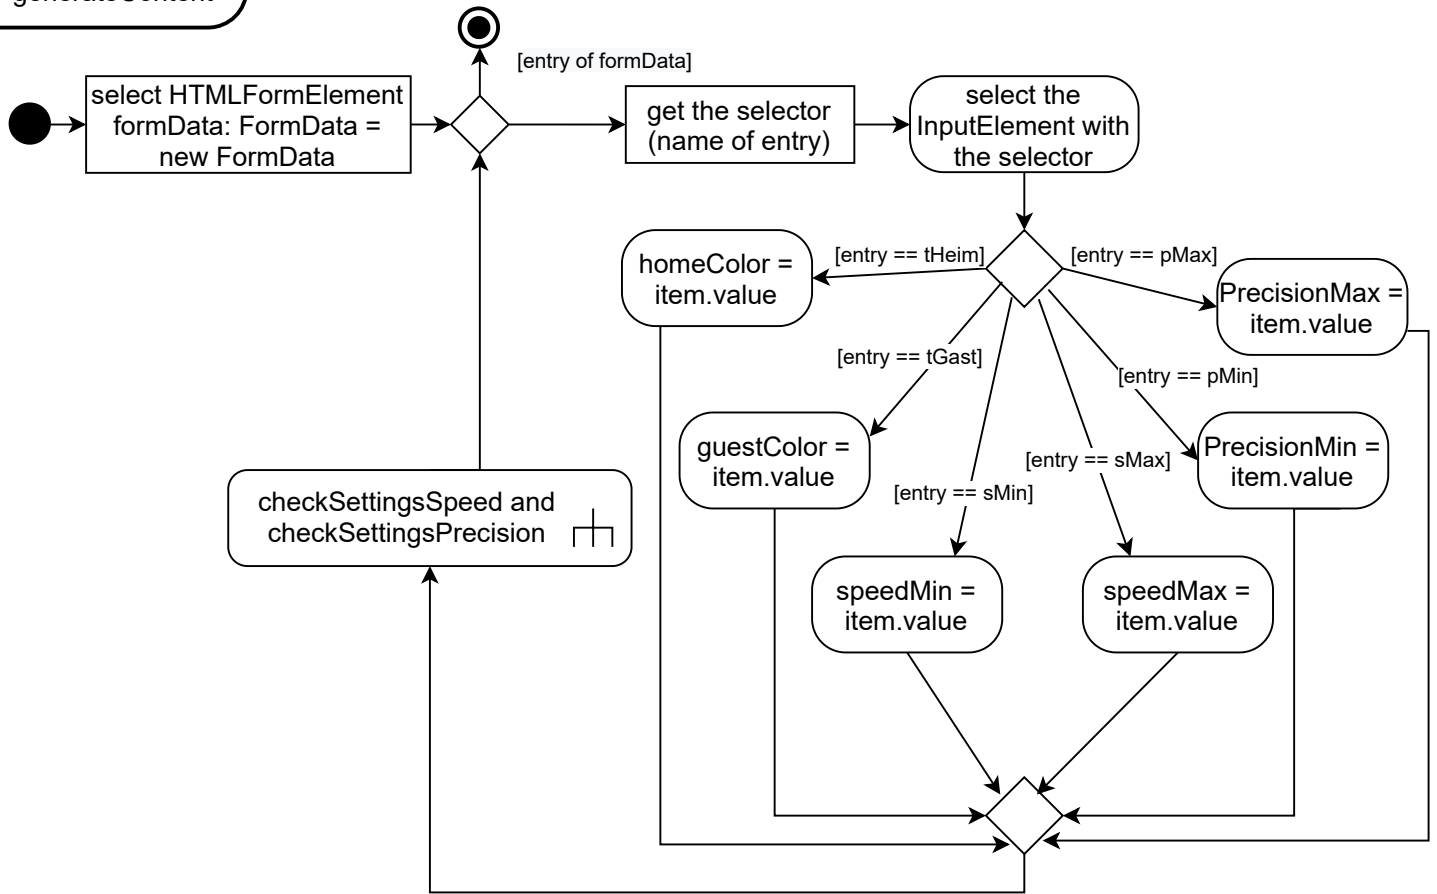 [entry of formData]
select HTMLFormElement
formData: FormData =
new FormData
get the selector
(name of entry)
select the
InputElement with
the selector
[entry == tHeim]
[entry == pMax]
homeColor =
item.value
PrecisionMax =
item.value
[entry == tGast]
[entry == pMin]
guestColor =
item.value
PrecisionMin =
item.value
[entry == sMax]
[entry == sMin]
checkSettingsSpeed and
checkSettingsPrecision
speedMin =
item.value
speedMax =
item.value